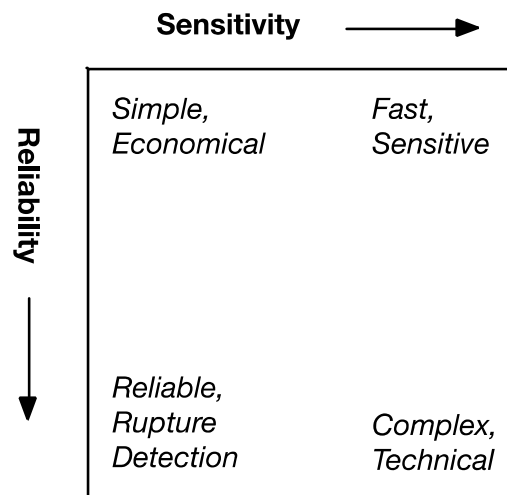 Sensitivity
Reliability
Simple,
Economical
Fast,
Sensitive
Reliable,
Rupture
Detection
Complex,
Technical